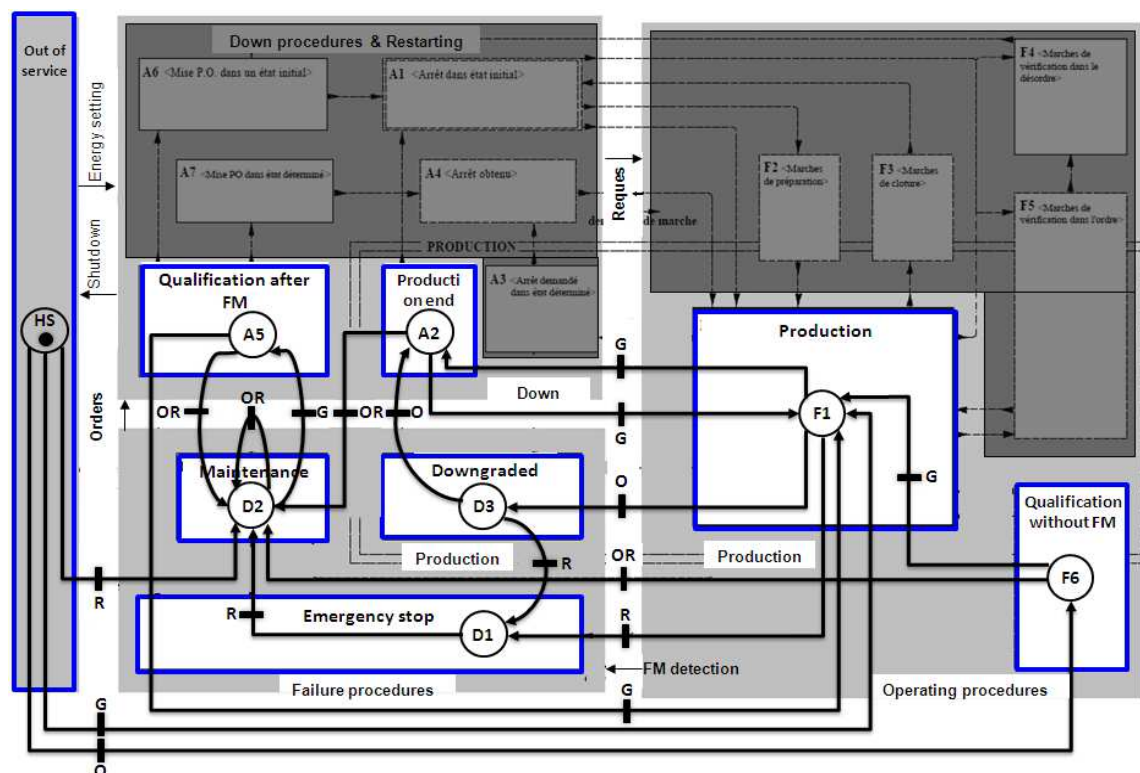 Out of
service
Down procedures & Restarting
A6 <Mise P.O. dans un état initial>
A1 <Arrêt dans état initial>
F4 <Marches de
vérification dans le
désordre>
Energy setting
A7 <Mise PO dans état déterminé>
A4 <Arrêt obtenu>
Reques
F2 <Marches
de préparation>
F3 <Marches
de cloture>
F5 <Marches de
vérification dans l'ordre>
de marche
PRODUCTION
Shutdown
A3 <Arrêt demandé
dans état déterminé>
Qualification after
FM
Producti
on end
Production
HS
A5
A2
G
Down
OR
OR
G
OR
O
G
F1
Orders
Maintenance
Downgraded
O
G
D2
D3
Qualification
without FM
Production
R
OR
Production
F6
R
R
Emergency stop
R
D1
FM detection
Failure procedures
G
G
Operating procedures
O